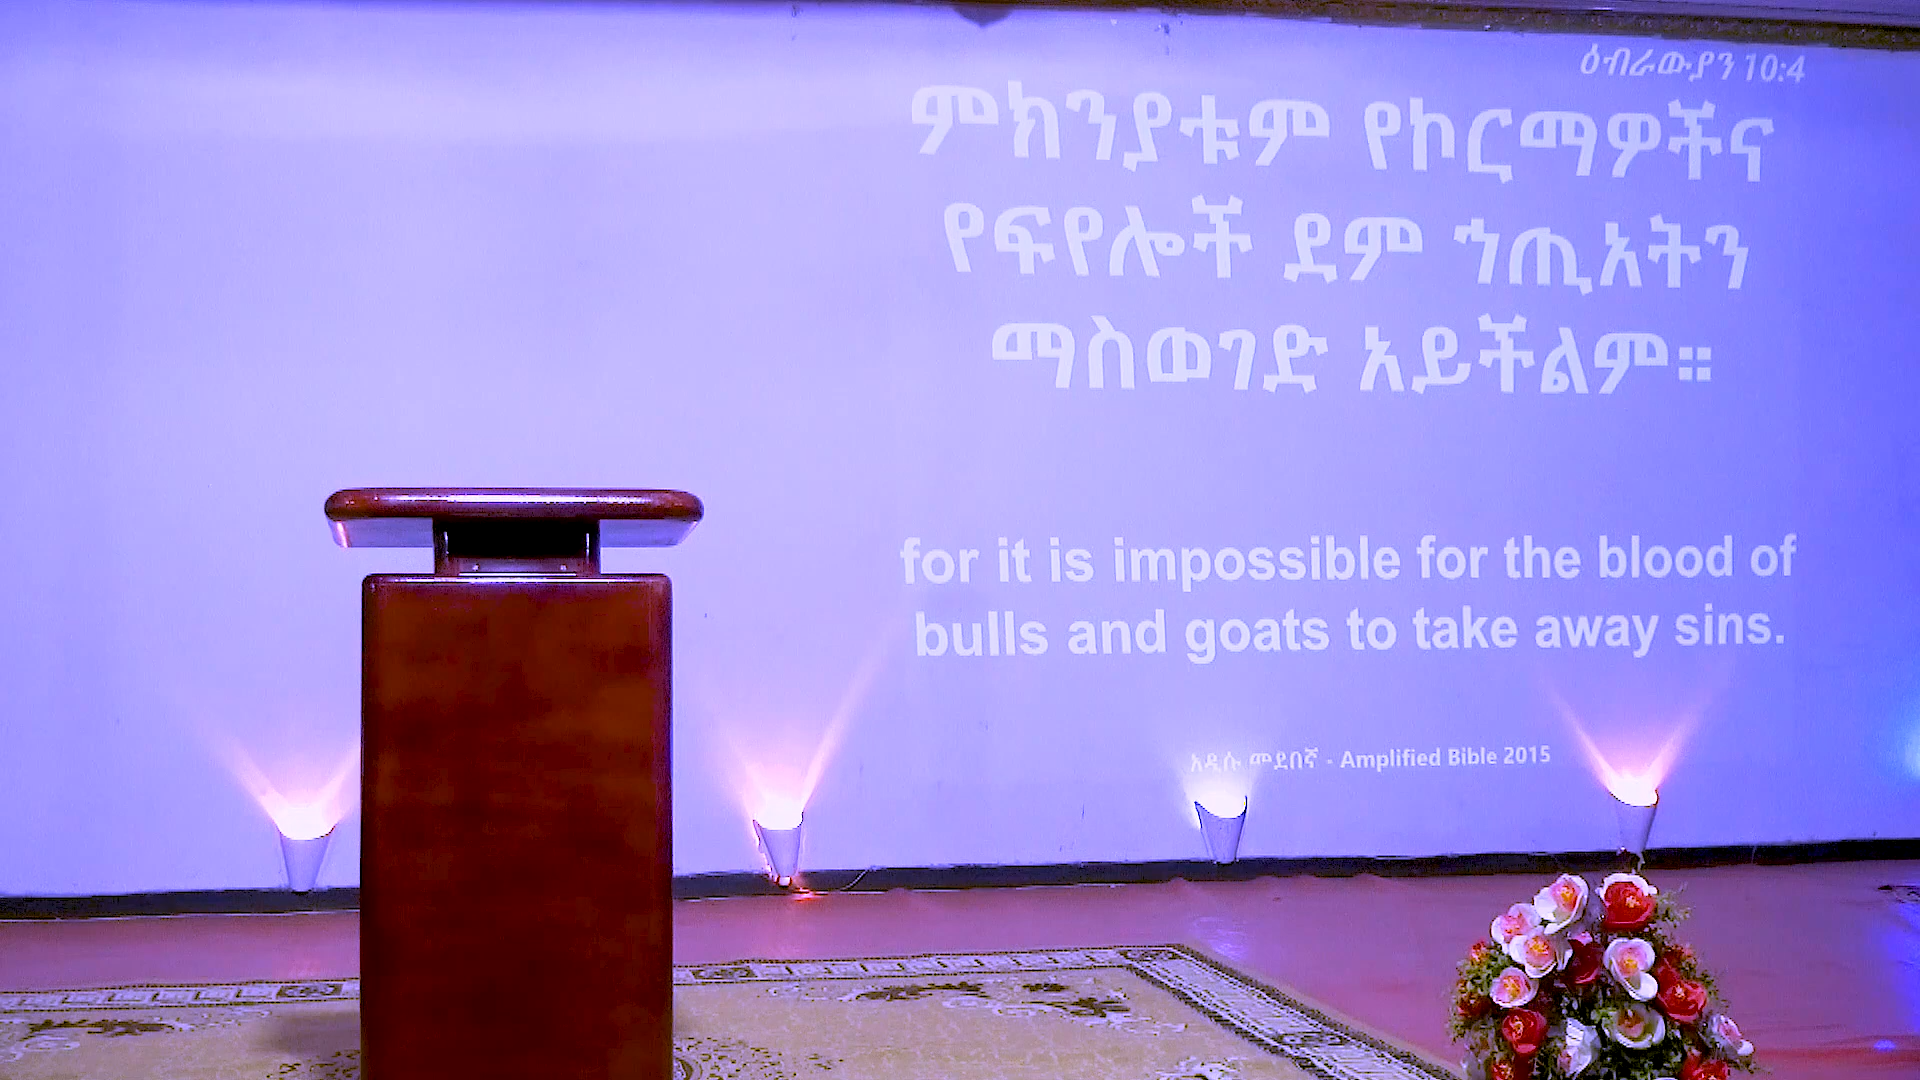 ዕብራውያን 10:4
ምክንያቱም የኮርማዎችና
የፍየሎች ደም ኀጢአትን
ማስወገድ አይችልም።
for it is impossible for the blood of
bulls and goats to take away sins.
አዲሱ መደበኛ - Amplified Bible 2015